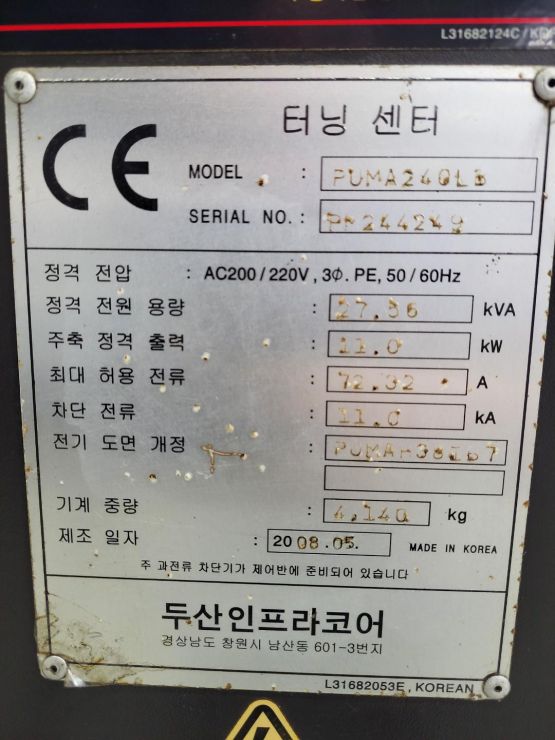 L31682124C / KO
CE
터닝 센터
MODEL : PUMA240LB
SERIAL NO. : PM244249
정격 전압 : AC200 / 220V , 3Φ. PE, 50 / 60Hz
정격 전원 용량 : 27.36 kVA
주축 정격 출력 : 11.0 kW
최대 허용 전류 : 72.02 A
차단 전류 : 11.0 kA
전기 도면 개정 :
기계 중량 : 4,140 kg
제조 일자 : 2008.05. MADE IN KOREA
주 과전류 차단기가 제어반에 준비되어 있습니다
두산인프라코어
경상남도 창원시 남산동 601-3번지
L31682053E , KOREAN